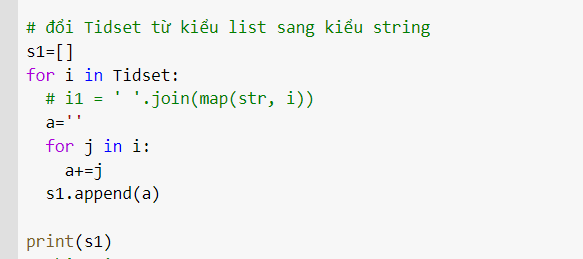 # đổi Tidset từ kiểu list sang kiểu string
s1=[]
for i in Tidset:
  # i1 = ' '.join(map(str, i))
  a=''
  for j in i:
    a+=j
  s1.append(a)
print(s1)